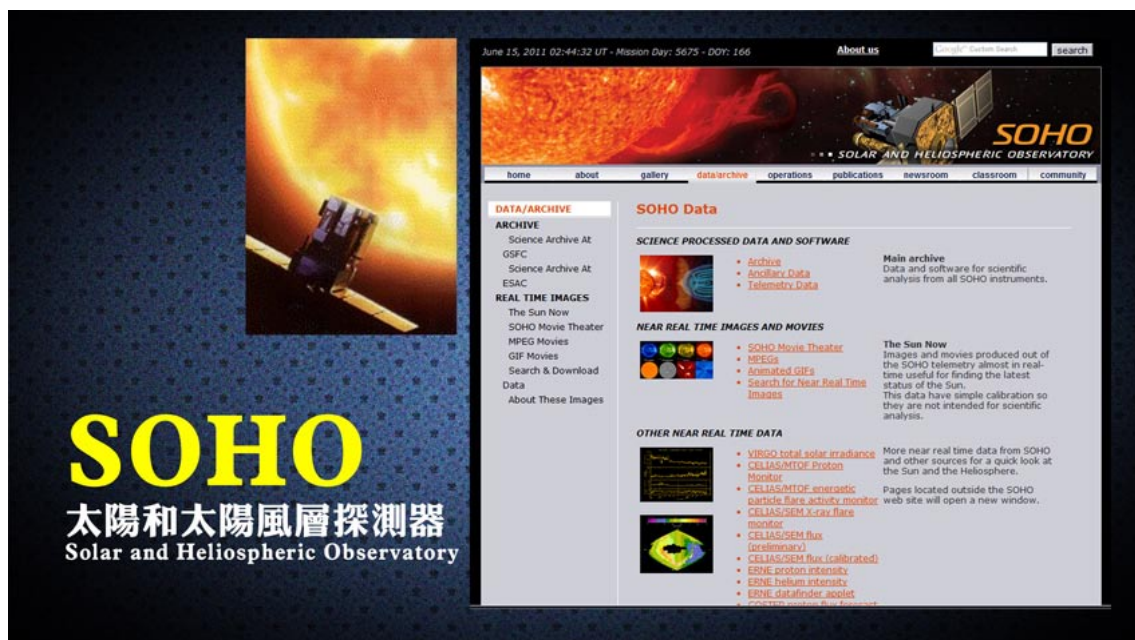 SOHO
太陽和太陽風層探測器
Solar and Heliospheric Observatory
June 15, 2011 02:44:32 UT - Mission Day: 5675 - DOY: 166
About us
Google™ Custom Search
search
SOHO
SOLAR AND HELIOSPHERIC OBSERVATORY
home about gallery data/archive operations publications newsroom classroom community
DATA/ARCHIVE
ARCHIVE
Science Archive At
GSFC
Science Archive At
ESAC
REAL TIME IMAGES
The Sun Now
SOHO Movie Theater
MPEG Movies
GIF Movies
Search & Download
Data
About These Images
SOHO Data
SCIENCE PROCESSED DATA AND SOFTWARE
Archive
Ancillary Data
Telemetry Data
Main archive
Data and software for scientific
analysis from all SOHO instruments.
NEAR REAL TIME IMAGES AND MOVIES
SOHO Movie Theater
MPEGs
Animated GIFs
Search for Near Real Time
Images
The Sun Now
Images and movies produced out of
the SOHO telemetry almost in real-
time useful for finding the latest
status of the Sun.
This data have simple calibration so
they are not intended for scientific
analysis.
OTHER NEAR REAL TIME DATA
VIRGO total solar irradiance
CELIAS/MTOF Proton
Monitor
CELIAS/MTOF energetic
particle flare activity monitor
CELIAS/SEM X-ray flare
monitor
CELIAS/SEM flux
(preliminary)
CELIAS/SEM flux (calibrated)
ERNE proton intensity
ERNE helium intensity
ERNE datafinder applet
COSTEP proton flux forecast
More near real time data from SOHO
and other sources for a quick look at
the Sun and the Heliosphere.
Pages located outside the SOHO
web site will open a new window.